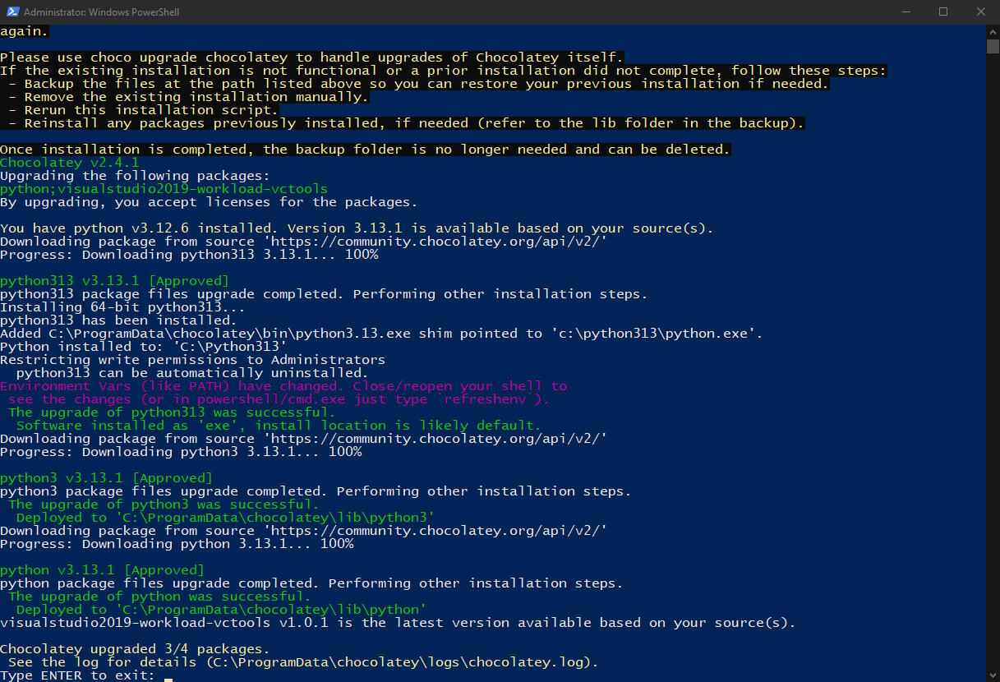 Administrator: Windows PowerShell
again.
Please use choco upgrade chocolatey to handle upgrades of Chocolatey itself.
If the existing installation is not functional or a prior installation did not complete, follow these steps:
- Backup the files at the path listed above so you can restore your previous installation if needed.
- Remove the existing installation manually.
- Rerun this installation script.
- Reinstall any packages previously installed, if needed (refer to the lib folder in the backup).
Once installation is completed, the backup folder is no longer needed and can be deleted.
Chocolatey v2.4.1
Upgrading the following packages:
python;visualstudio2019-workload-vctools
By upgrading, you accept licenses for the packages.
You have python v3.12.6 installed. Version 3.13.1 is available based on your source(s).
Downloading package from source 'https://community.chocolatey.org/api/v2/'
Progress: Downloading python313 3.13.1... 100%
python313 v3.13.1 [Approved]
python313 package files upgrade completed. Performing other installation steps.
Installing 64-bit python313...
python313 has been installed.
Added C:\ProgramData\chocolatey\bin\python3.13.exe shim pointed to 'c:\python313\python.exe'.
Python installed to: 'C:\Python313'
Restricting write permissions to Administrators
python313 can be automatically uninstalled.
Environment Vars (like PATH) have changed. Close/reopen your shell to
see the changes (or in powershell/cmd.exe just type `refreshenv`).
The upgrade of python313 was successful.
Software installed as 'exe', install location is likely default.
Downloading package from source 'https://community.chocolatey.org/api/v2/'
Progress: Downloading python3 3.13.1... 100%
python3 v3.13.1 [Approved]
python3 package files upgrade completed. Performing other installation steps.
The upgrade of python3 was successful.
Deployed to 'C:\ProgramData\chocolatey\lib\python3'
Downloading package from source 'https://community.chocolatey.org/api/v2/'
Progress: Downloading python 3.13.1... 100%
python v3.13.1 [Approved]
python package files upgrade completed. Performing other installation steps.
The upgrade of python was successful.
Deployed to 'C:\ProgramData\chocolatey\lib\python'
visualstudio2019-workload-vctools v1.0.1 is the latest version available based on your source(s).
Chocolatey upgraded 3/4 packages.
See the log for details (C:\ProgramData\chocolatey\logs\chocolatey.log).
Type ENTER to exit: